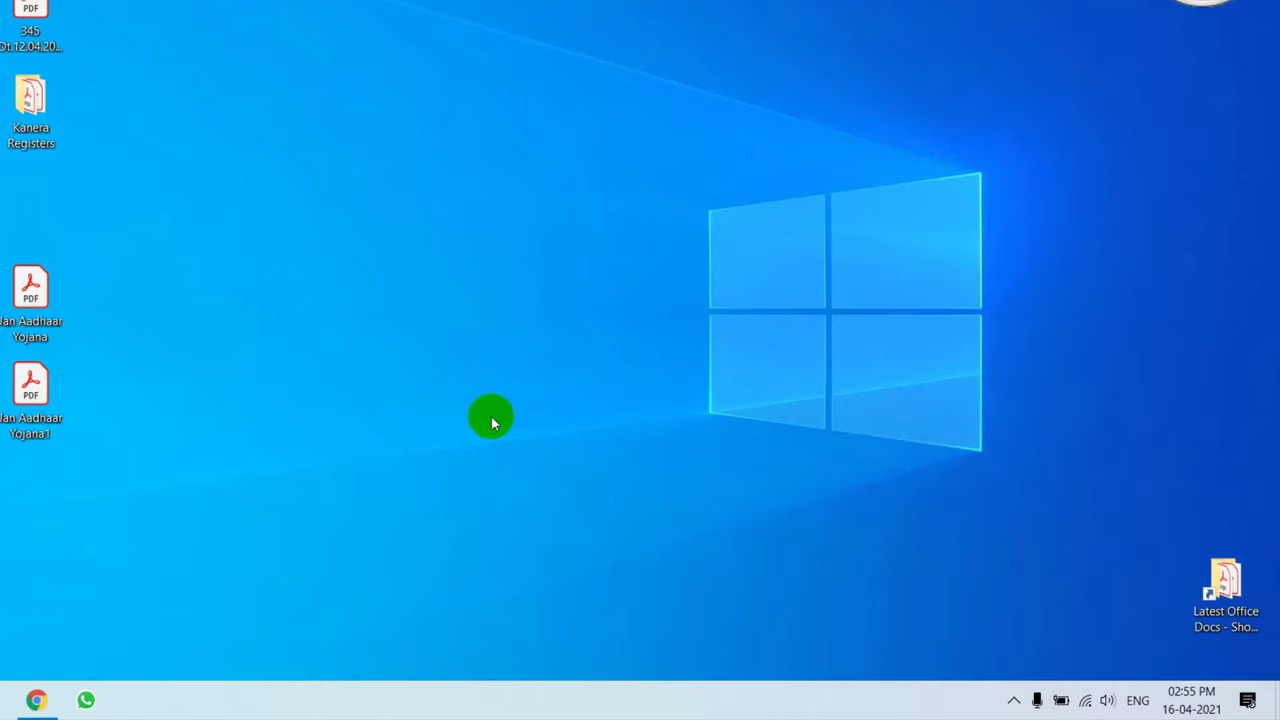 PDF
345
Dt.12.04.20...
Kanera
Registers
PDF
Jan Aadhaar
Yojana
PDF
Jan Aadhaar
Yojana1
Latest Office
Docs - Sho...
ENG
02:55 PM
16-04-2021